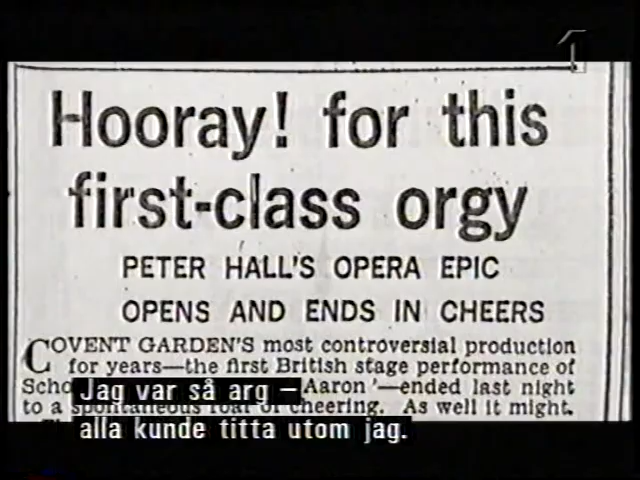 1
Hooray! for this
first-class orgy
PETER HALL'S OPERA EPIC
OPENS AND ENDS IN CHEERS
COVENT GARDEN'S most controversial production
for years—the first British stage performance of
Scho Aaron'—ended last night
to a spontaneous roar of cheering. As well it might.
Jag var så arg –
alla kunde titta utom jag.